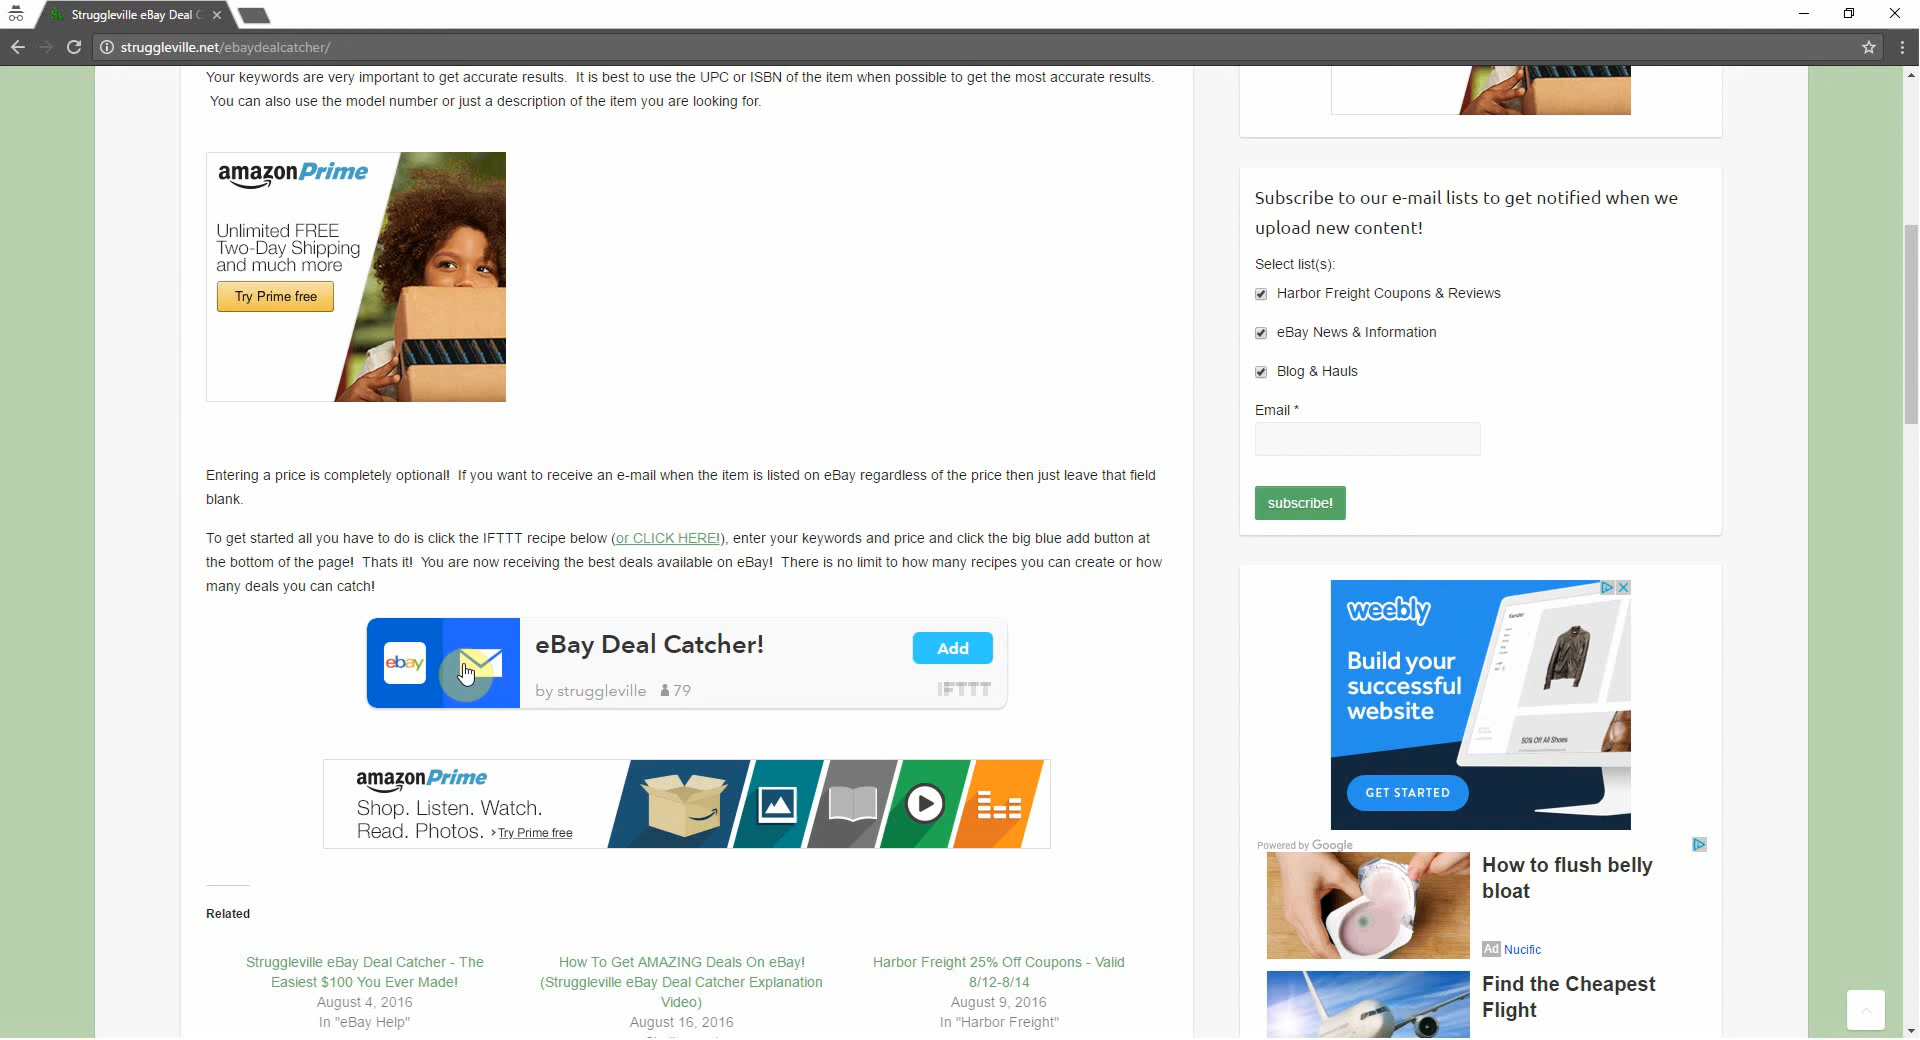 Struggleville eBay Deal C
struggleville.net/ebaydealcatcher/
Your keywords are very important to get accurate results. It is best to use the UPC or ISBN of the item when possible to get the most accurate results.
You can also use the model number or just a description of the item you are looking for.
amazonPrime
Unlimited FREE
Two-Day Shipping
and much more
Try Prime free
Entering a price is completely optional! If you want to receive an e-mail when the item is listed on eBay regardless of the price then just leave that field
blank.
To get started all you have to do is click the IFTTT recipe below (or CLICK HERE!), enter your keywords and price and click the big blue add button at
the bottom of the page! Thats it! You are now receiving the best deals available on eBay! There is no limit to how many recipes you can create or how
many deals you can catch!
ebay
eBay Deal Catcher!
Add
by struggleville 79
IFTTT
amazonPrime
Shop. Listen. Watch.
Read. Photos. › Try Prime free
Related
Struggleville eBay Deal Catcher - The
Easiest $100 You Ever Made!
August 4, 2016
In "eBay Help"
How To Get AMAZING Deals On eBay!
(Struggleville eBay Deal Catcher Explanation
Video)
August 16, 2016
Harbor Freight 25% Off Coupons - Valid
8/12-8/14
August 9, 2016
In "Harbor Freight"
Subscribe to our e-mail lists to get notified when we
upload new content!
Select list(s):
Harbor Freight Coupons & Reviews
eBay News & Information
Blog & Hauls
Email *
subscribe!
weebly
Build your
successful
website
GET STARTED
50% Off All Shoes
Powered by Google
How to flush belly
bloat
Ad Nucific
Find the Cheapest
Flight